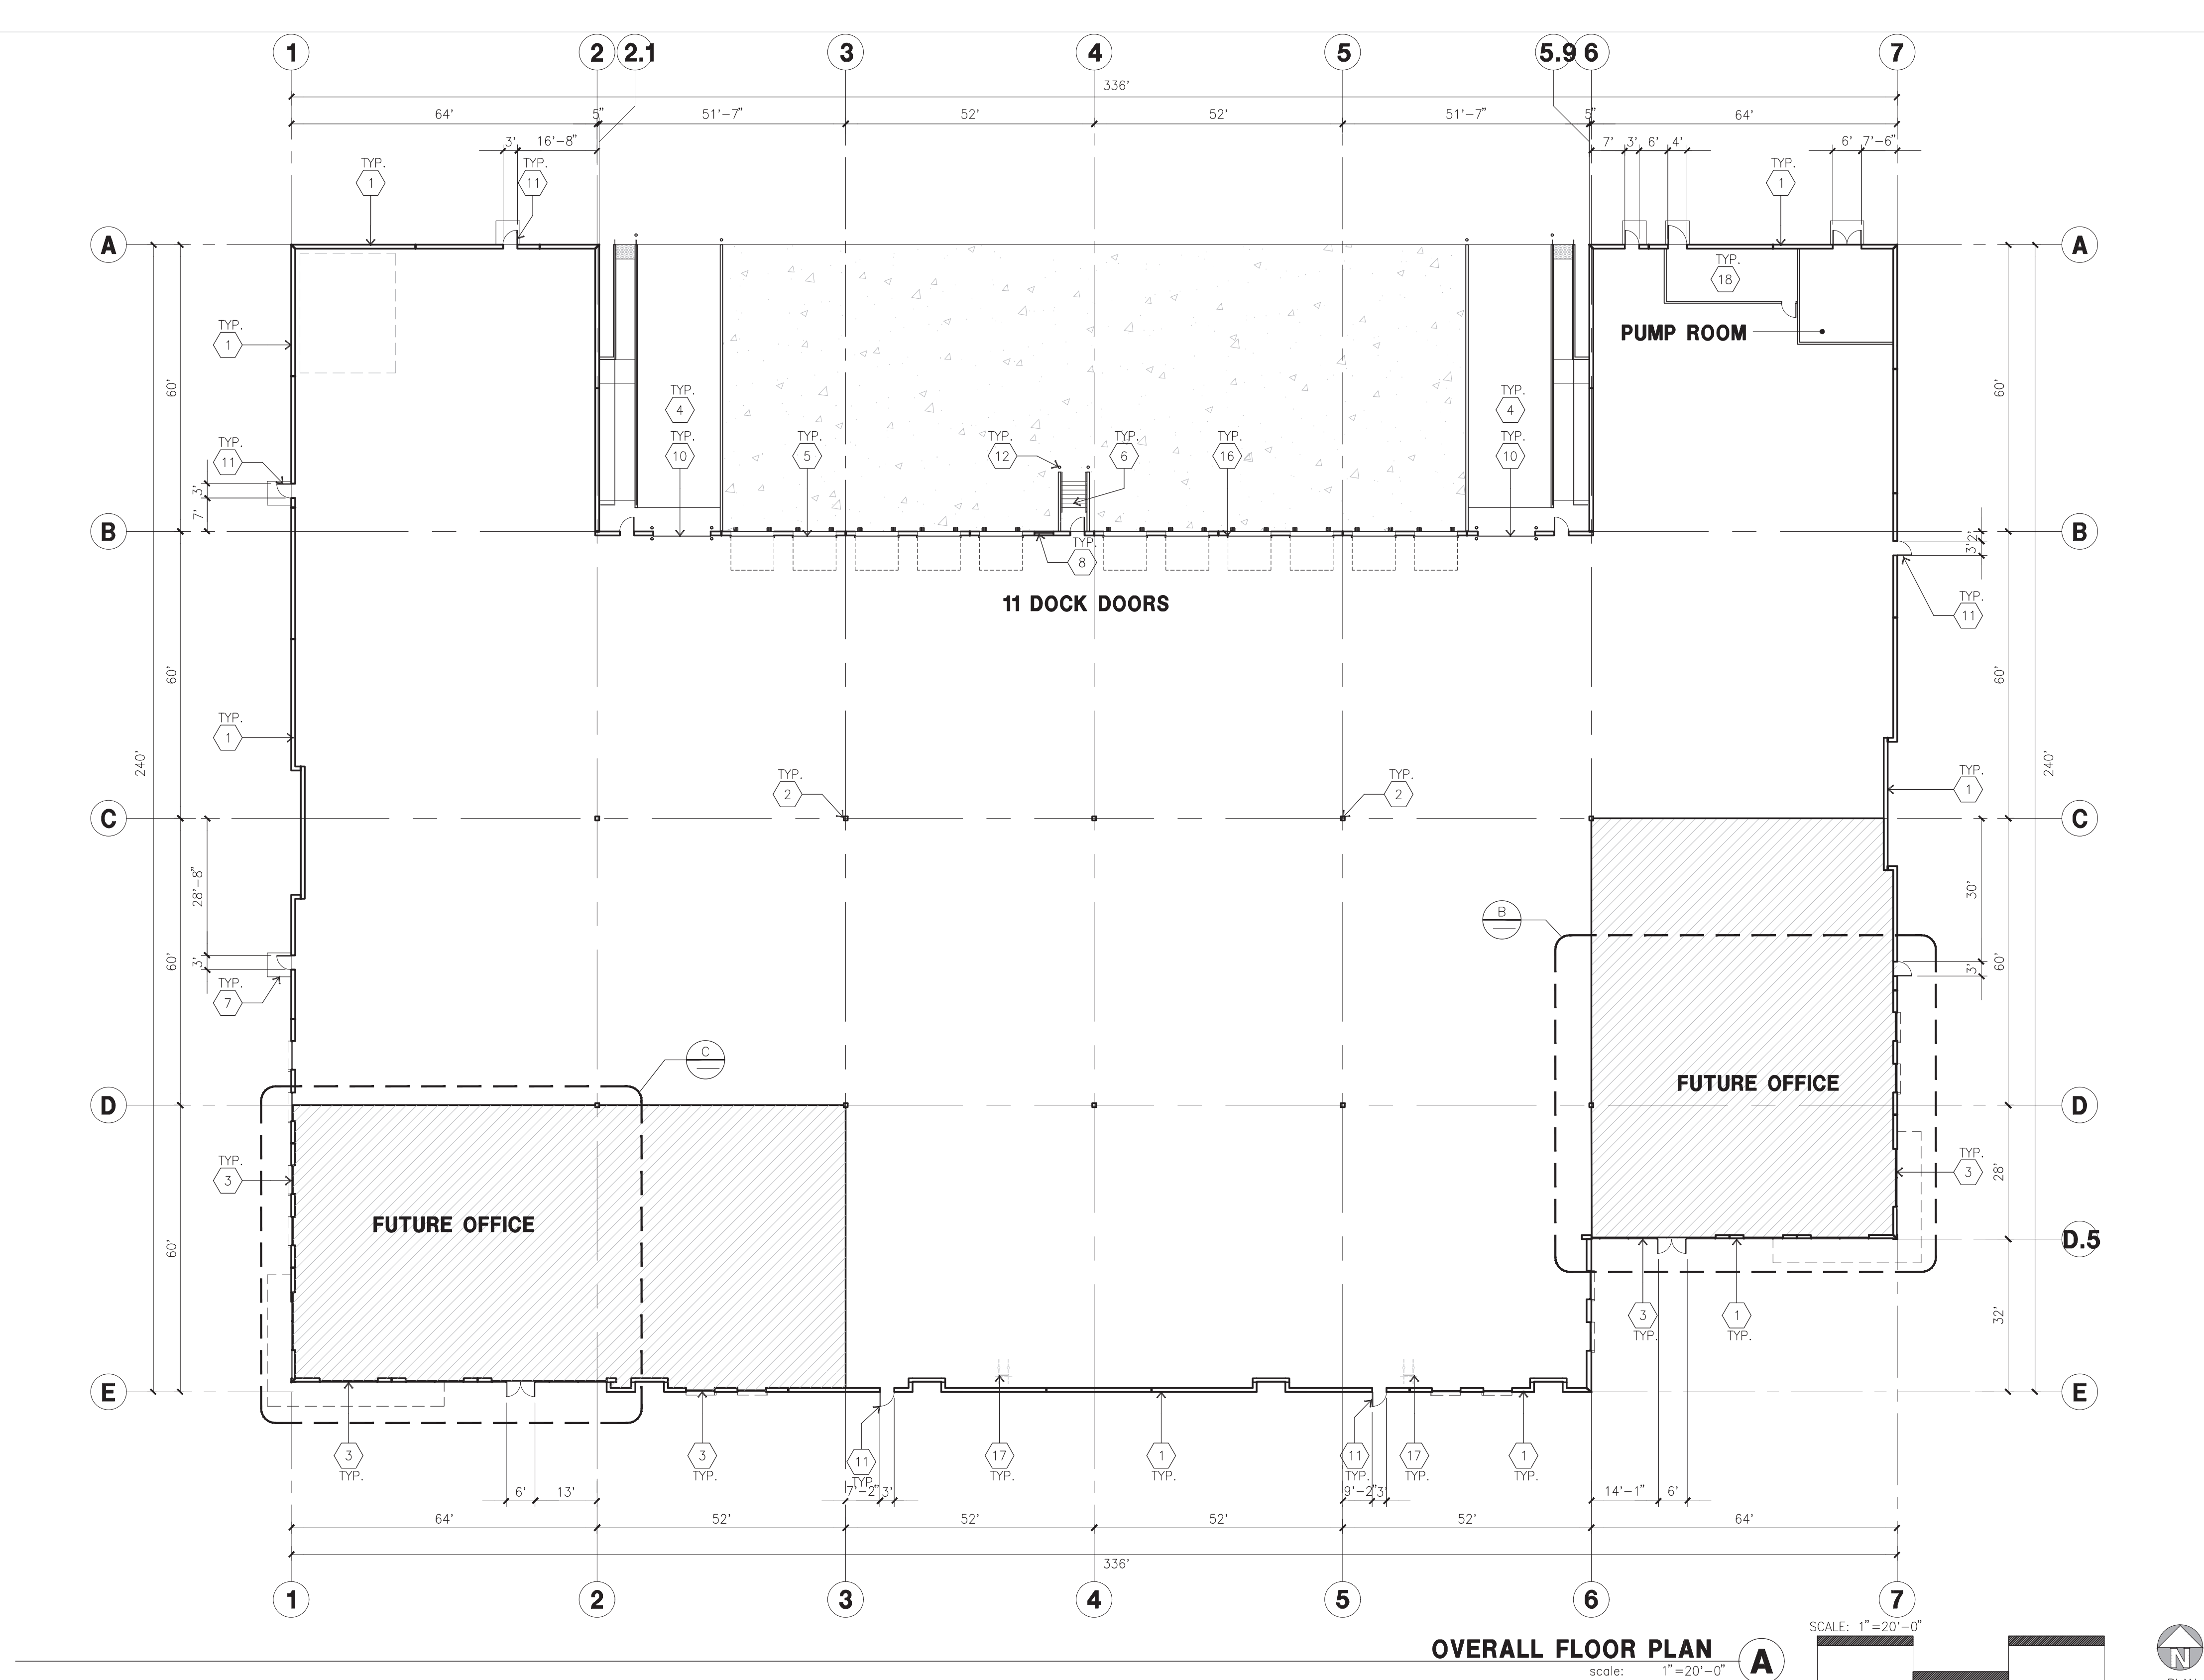 1 2 2.1 3 4 5 5.9 6 7
336'
64' 5" 51'-7" 52' 52' 51'-7" 5" 64'
3' 16'-8" 7' 3' 6' 4' 6' 7'-6"
TYP. TYP. TYP.
1 11 1
A A
TYP.
18
TYP.
1
PUMP ROOM
60' 60'
TYP. TYP.
4 4
TYP. TYP. TYP. TYP. TYP. TYP. TYP.
11 10 5 12 6 16 10
3'
7'
B B
TYP.
8
2'
3'
11 DOCK DOORS
TYP.
11
60' 60'
TYP.
1
240' 240'
TYP. TYP. TYP.
2 2 1
C C
28'-8" 30'
B
60' 3' 3' 60'
TYP.
7
C
FUTURE OFFICE
D D
TYP. TYP.
3 3
28'
FUTURE OFFICE
60'
D.5
3 1
TYP. TYP.
32'
E E
3 3 11 17 1 11 17 1
TYP. TYP. TYP. TYP. TYP. TYP. TYP. TYP.
6' 13' 7'-2" 3' 9'-2" 3' 14'-1" 6'
64' 52' 52' 52' 52' 64'
336'
1 2 3 4 5 6 7
SCALE: 1"=20'-0"
OVERALL FLOOR PLAN A
scale: 1"=20'-0"
N